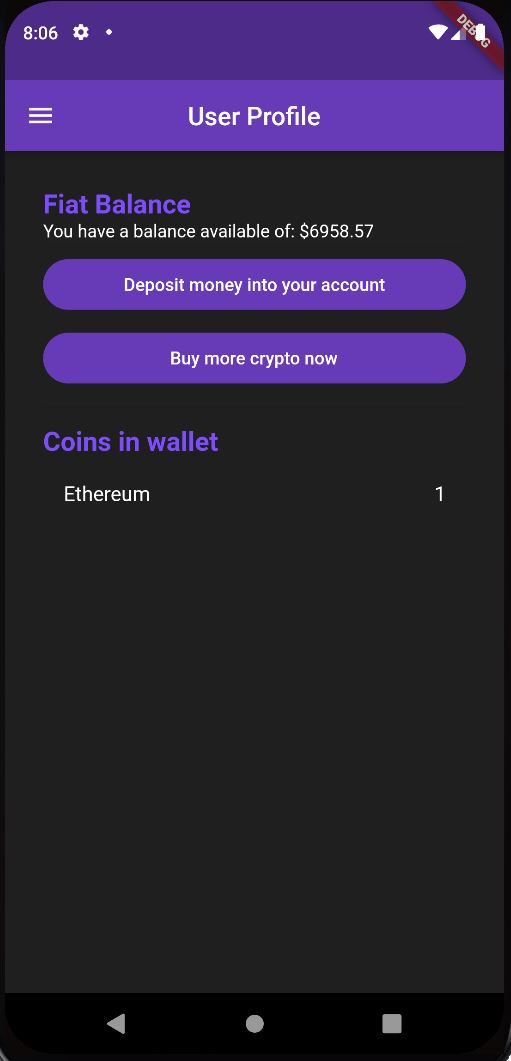 8:06
DEBUG
User Profile
Fiat Balance
You have a balance available of: $6958.57
Deposit money into your account
Buy more crypto now
Coins in wallet
Ethereum 1